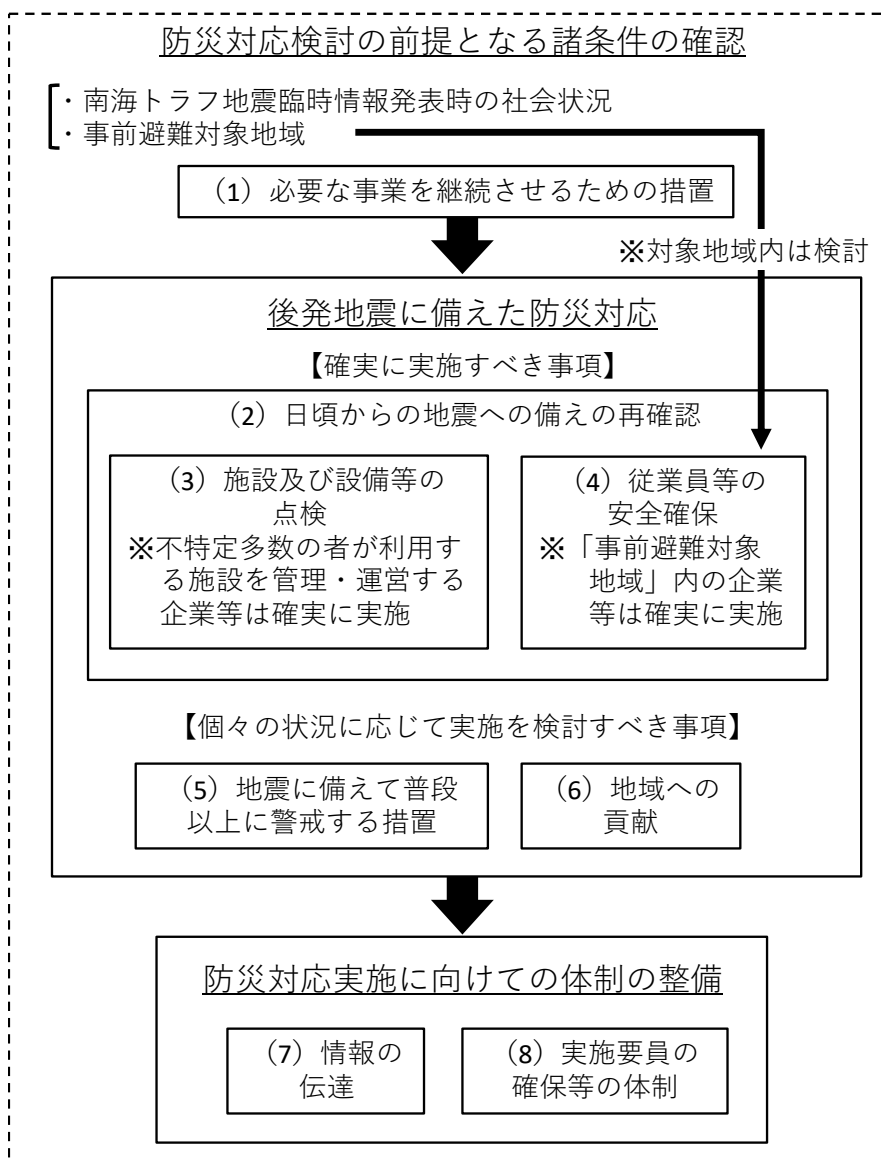 防災対応検討の前提となる諸条件の確認
・南海トラフ地震臨時情報発表時の社会状況
・事前避難対象地域
（1）必要な事業を継続させるための措置
※対象地域内は検討
後発地震に備えた防災対応
【確実に実施すべき事項】
（2）日頃からの地震への備えの再確認
（3）施設及び設備等の
点検
※不特定多数の者が利用す
る施設を管理・運営する
企業等は確実に実施
（4）従業員等の
安全確保
※「事前避難対象
地域」内の企業
等は確実に実施
【個々の状況に応じて実施を検討すべき事項】
（5）地震に備えて普段
以上に警戒する措置
（6）地域への
貢献
防災対応実施に向けての体制の整備
（7）情報の
伝達
（8）実施要員の
確保等の体制